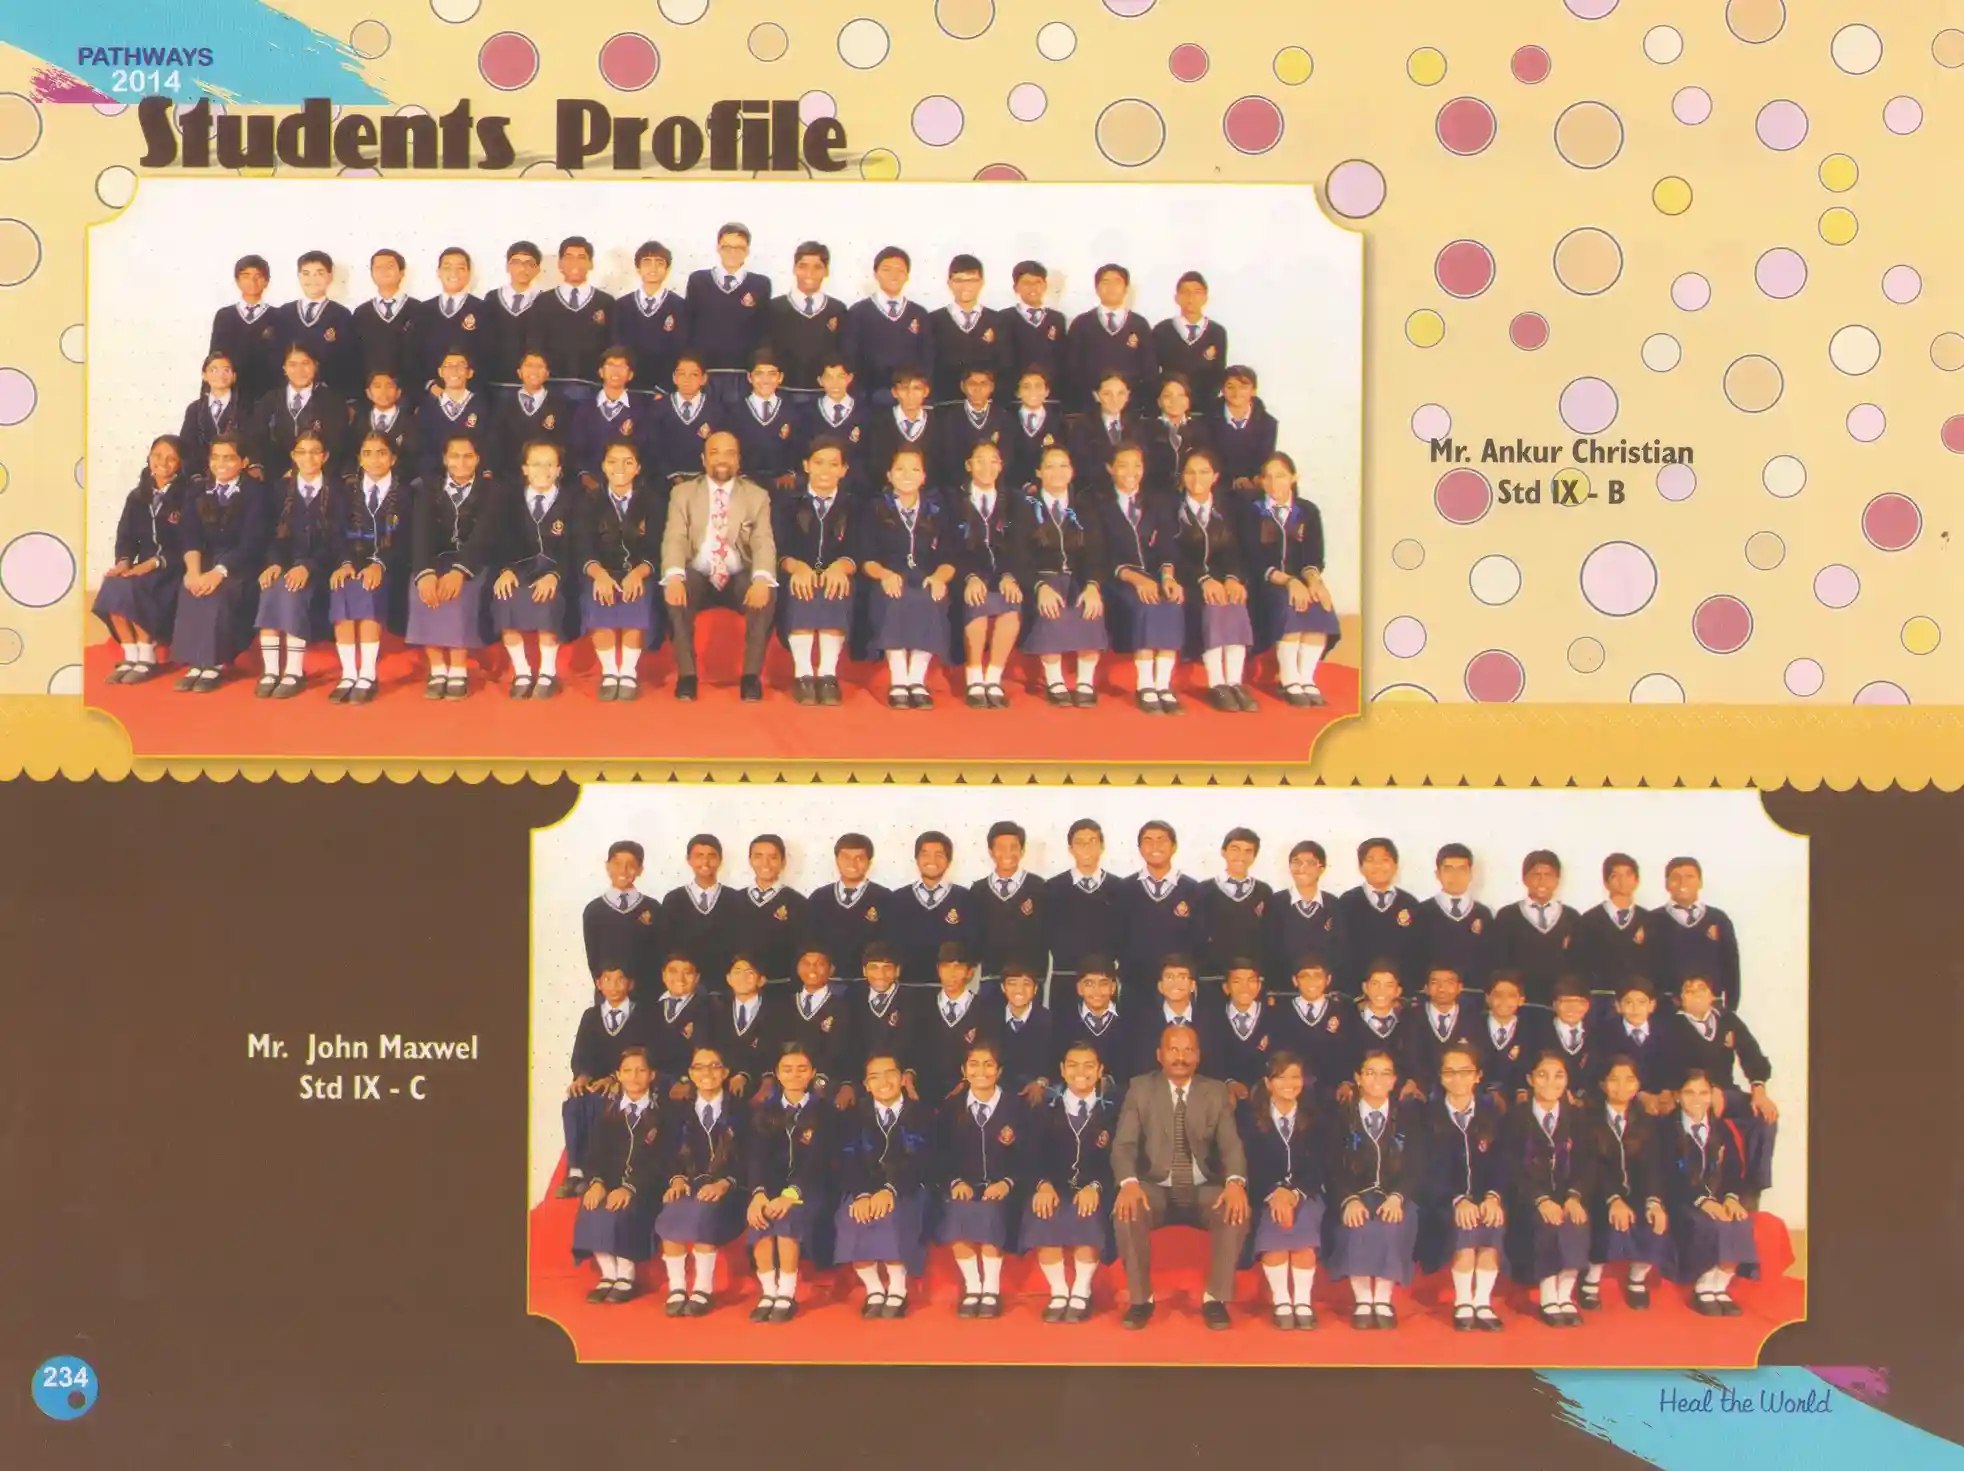 PATHWAYS
2014
Students Profile
Mr. Ankur Christian
Std IX - B
Mr. John Maxwel
Std IX - C
234
Heal the World